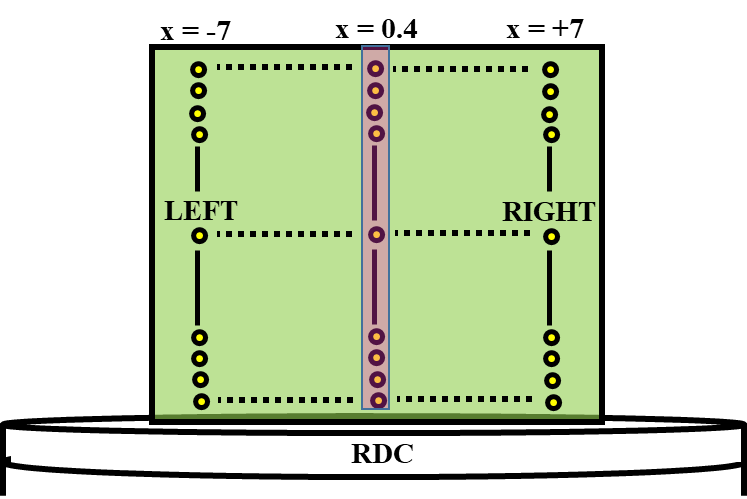 x = -7
x = 0.4
x = +7
LEFT
RIGHT
RDC